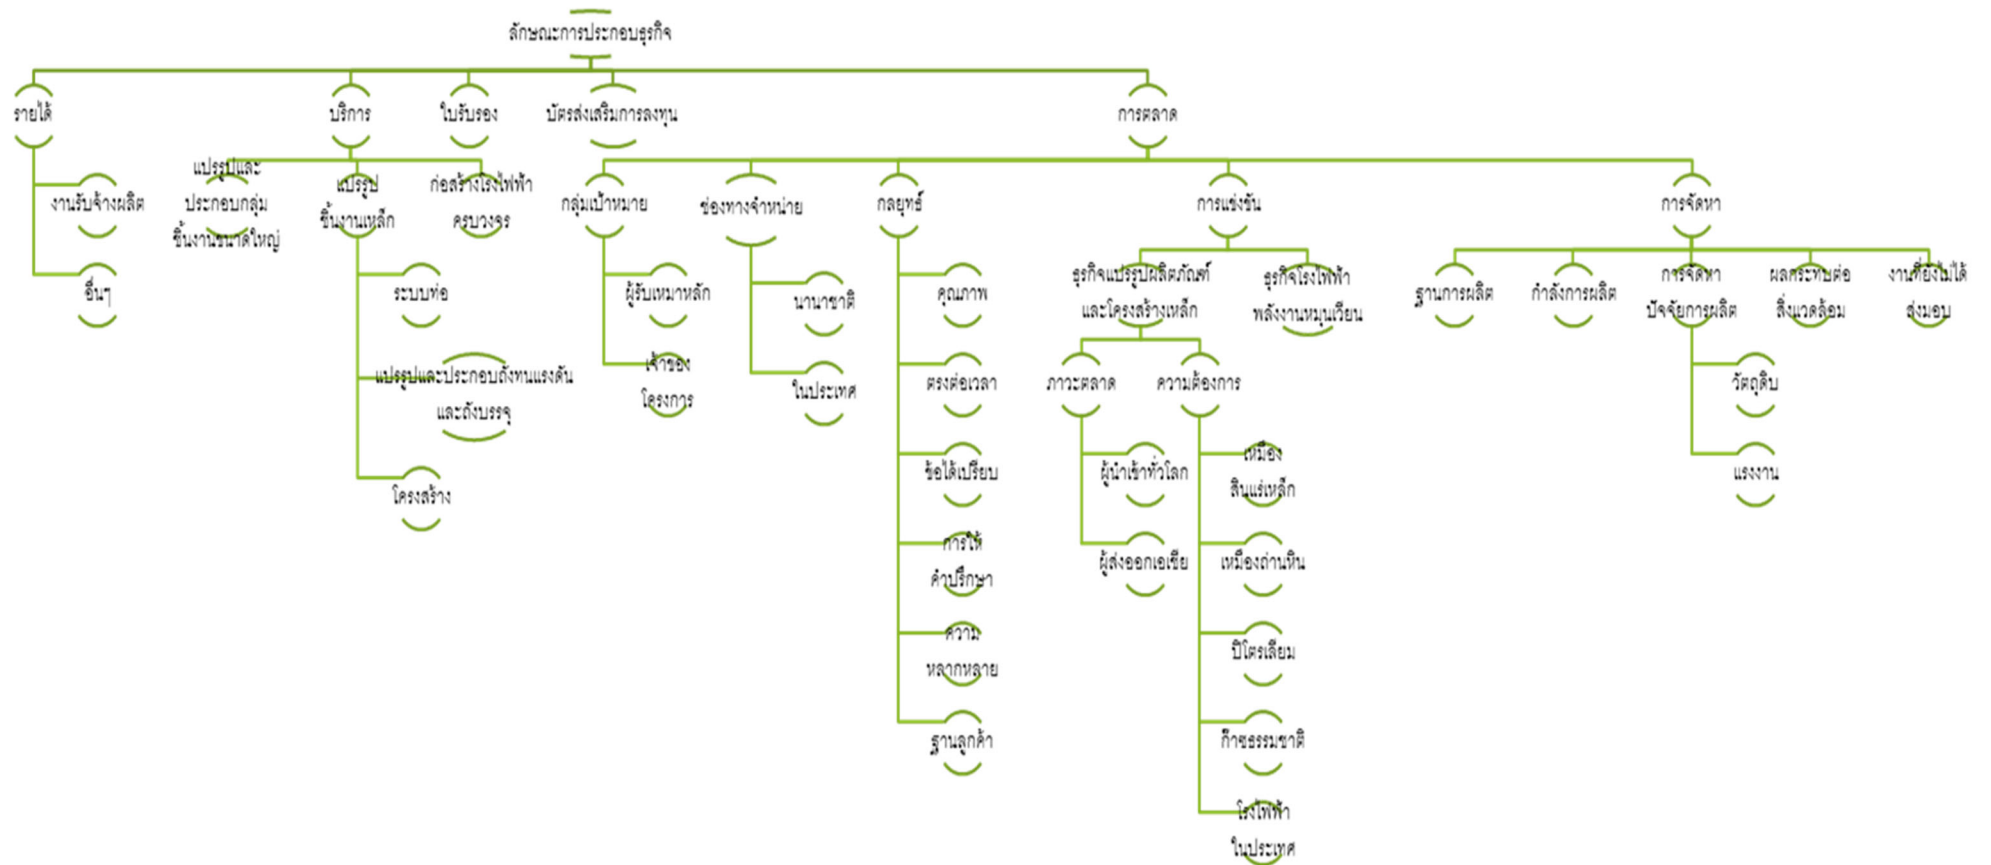 ลักษณะการประกอบธุรกิจ
รายได้
บริการ
ใบรับรอง
บัตรส่งเสริมการลงทุน
การตลาด
งานรับจ้างผลิต
อื่นๆ
แปรรูปและ
ประกอบกลุ่ม
ชิ้นงานขนาดใหญ่
แปรรูป
ชิ้นงานเหล็ก
ก่อสร้างโรงไฟฟ้า
ครบวงจร
ระบบท่อ
แปรรูปและประกอบถังทนแรงดัน
และถังบรรจุ
โครงสร้าง
กลุ่มเป้าหมาย
ช่องทางจำหน่าย
กลยุทธ์
การแข่งขัน
การจัดหา
ผู้รับเหมาหลัก
เจ้าของ
โครงการ
นานาชาติ
ในประเทศ
คุณภาพ
ตรงต่อเวลา
ข้อได้เปรียบ
การให้
คำปรึกษา
ความ
หลากหลาย
ฐานลูกค้า
ธุรกิจแปรรูปผลิตภัณฑ์
และโครงสร้างเหล็ก
ธุรกิจโรงไฟฟ้า
พลังงานหมุนเวียน
ภาวะตลาด
ความต้องการ
ผู้นำเข้าทั่วโลก
ผู้ส่งออกเอเชีย
เหมือง
สินแร่เหล็ก
เหมืองถ่านหิน
ปิโตรเลียม
ก๊าซธรรมชาติ
โรงไฟฟ้า
ในประเทศ
ฐานการผลิต
กำลังการผลิต
การจัดหา
ปัจจัยการผลิต
ผลกระทบต่อ
สิ่งแวดล้อม
งานที่ยังไม่ได้
ส่งมอบ
วัตถุดิบ
แรงงาน